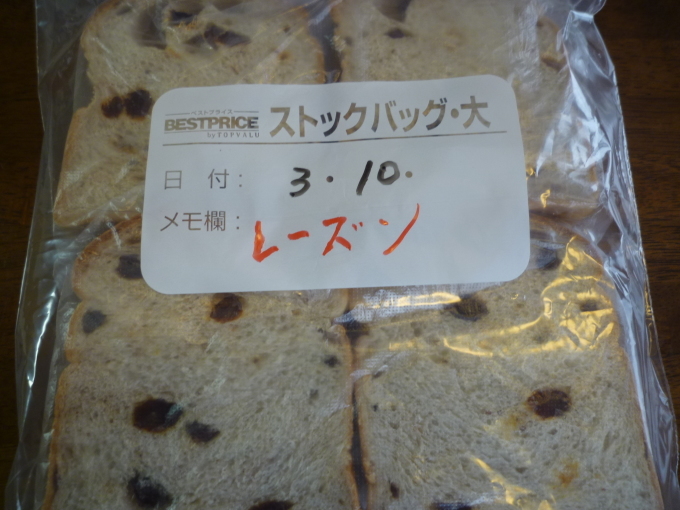 ベストプライス
BESTPRICE
by TOPVALU
ストックバッグ・大
日 付: 3・10.
メモ欄: レーズン